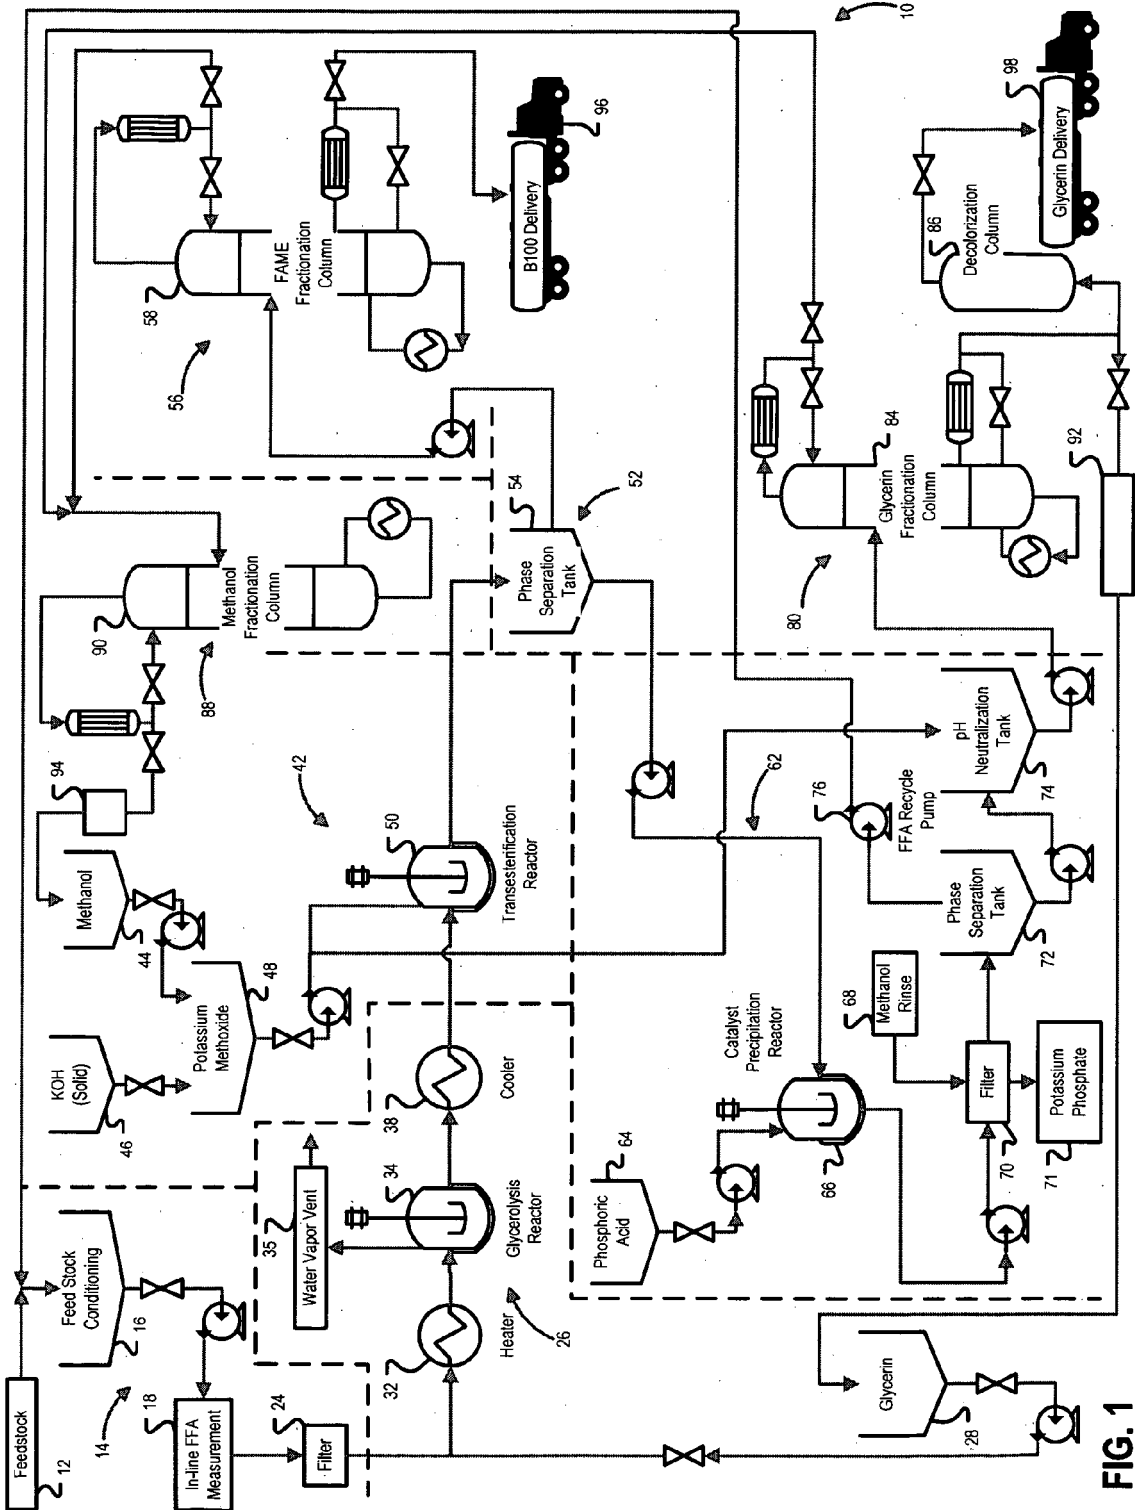 10
Feedstock
12
14
Feed Stock
Conditioning
16
In-line FFA
Measurement
18
Filter
24
KOH
(Solid)
46
Methanol
44
94
Potassium
Methoxide
48
Water Vapor Vent
35
Heater
32
26
Glycerolysis
Reactor
34
Cooler
38
42
Transesterification
Reactor
50
88
90
Methanol
Fractionation
Column
56
58
FAME
Fractionation
Column
B100 Delivery
96
Phase
Separation
Tank
54
52
Phosphoric
Acid
64
Catalyst
Precipitation
Reactor
66
62
Methanol
Rinse
68
Filter
70
Potassium
Phosphate
71
Phase
Separation
Tank
72
76
FFA Recycle
Pump
pH
Neutralization
Tank
74
80
Glycerin
Fractionation
Column
84
86
Decolorization
Column
Glycerin Delivery
98
92
Glycerin
28
FIG. 1